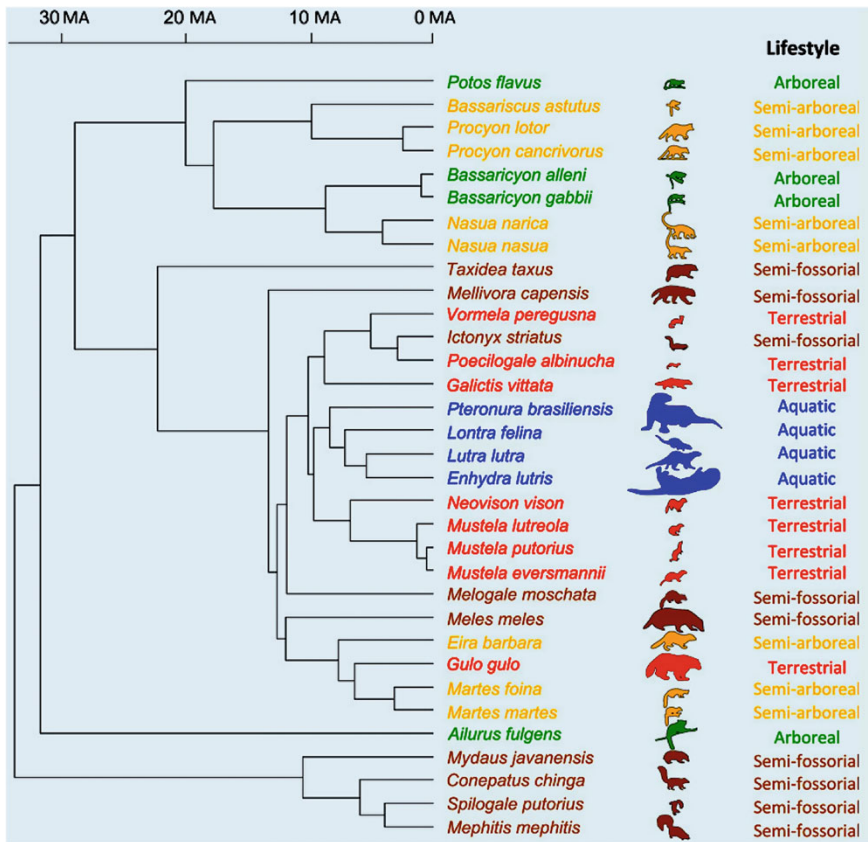 30 MA 20 MA 10 MA 0 MA
Lifestyle
Potos flavus Arboreal
Bassariscus astutus Semi-arboreal
Procyon lotor Semi-arboreal
Procyon cancrivorus Semi-arboreal
Bassaricyon alleni Arboreal
Bassaricyon gabbii Arboreal
Nasua narica Semi-arboreal
Nasua nasua Semi-arboreal
Taxidea taxus Semi-fossorial
Mellivora capensis Semi-fossorial
Vormela peregusna Terrestrial
Ictonyx striatus Semi-fossorial
Poecilogale albinucha Terrestrial
Galictis vittata Terrestrial
Pteronura brasiliensis Aquatic
Lontra felina Aquatic
Lutra lutra Aquatic
Enhydra lutris Aquatic
Neovison vison Terrestrial
Mustela lutreola Terrestrial
Mustela putorius Terrestrial
Mustela eversmannii Terrestrial
Melogale moschata Semi-fossorial
Meles meles Semi-fossorial
Eira barbara Semi-arboreal
Gulo gulo Terrestrial
Martes foina Semi-arboreal
Martes martes Semi-arboreal
Ailurus fulgens Arboreal
Mydaus javanensis Semi-fossorial
Conepatus chinga Semi-fossorial
Spilogale putorius Semi-fossorial
Mephitis mephitis Semi-fossorial